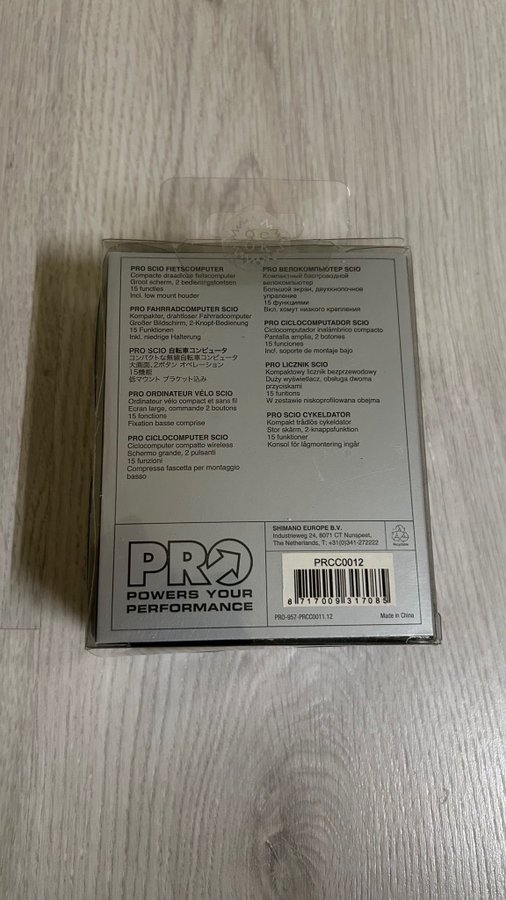 PRO SCIO FIETSCOMPUTER
Compacte draadloze fietscomputer
Groot scherm, 2 bedieningstoetsen
15 functies
Incl. low mount houder
PRO FAHRRADCOMPUTER SCIO
Kompakter, drahtloser Fahrradcomputer
Großer Bildschirm, 2-Knopf-Bedienung
15 Funktionen
Inkl. niedrige Halterung
PRO SCIO 自転車コンピュータ
コンパクトな無線自転車コンピュータ
大画面、2ボタン オペレーション
15機能
低マウント ブラケット込み
PRO ORDINATEUR VÉLO SCIO
Ordinateur vélo compact et sans fil
Ecran large, commande 2 boutons
15 fonctions
Fixation basse comprise
PRO CICLOCOMPUTER SCIO
Ciclocomputer compatto wireless
Schermo grande, 2 pulsanti
15 funzioni
Compressa fascetta per montaggio
basso
PRO ВЕЛОКОМПЬЮТЕР SCIO
Компактный беспроводной
велокомпьютер
Большой экран, двухкнопочное
управление
15 функциями
Вкл. хомут низкого крепления
PRO CICLOCOMPUTADOR SCIO
Ciclocomputador inalámbrico compacto
Pantalla amplia, 2 botones
15 funciones
Incl. soporte de montaje bajo
PRO LICZNIK SCIO
Kompaktowy licznik bezprzewodowy
Duży wyświetlacz, obsługa dwoma
przyciskami
15 funtions
W zestawie niskoprofilowana obejma
PRO SCIO CYKELDATOR
Kompakt trådlös cykeldator
Stor skärm, 2-knappsfunktion
15 funktioner
Konsol för lågmontering ingår
PRO
POWERS YOUR
PERFORMANCE
SHIMANO EUROPE B.V.
Industrieweg 24, 8071 CT Nunspeet,
The Netherlands, T: +31(0)341-272222
PRCC0012
8 717009 317085
PRO-957-PRCC0011.12
Made in China